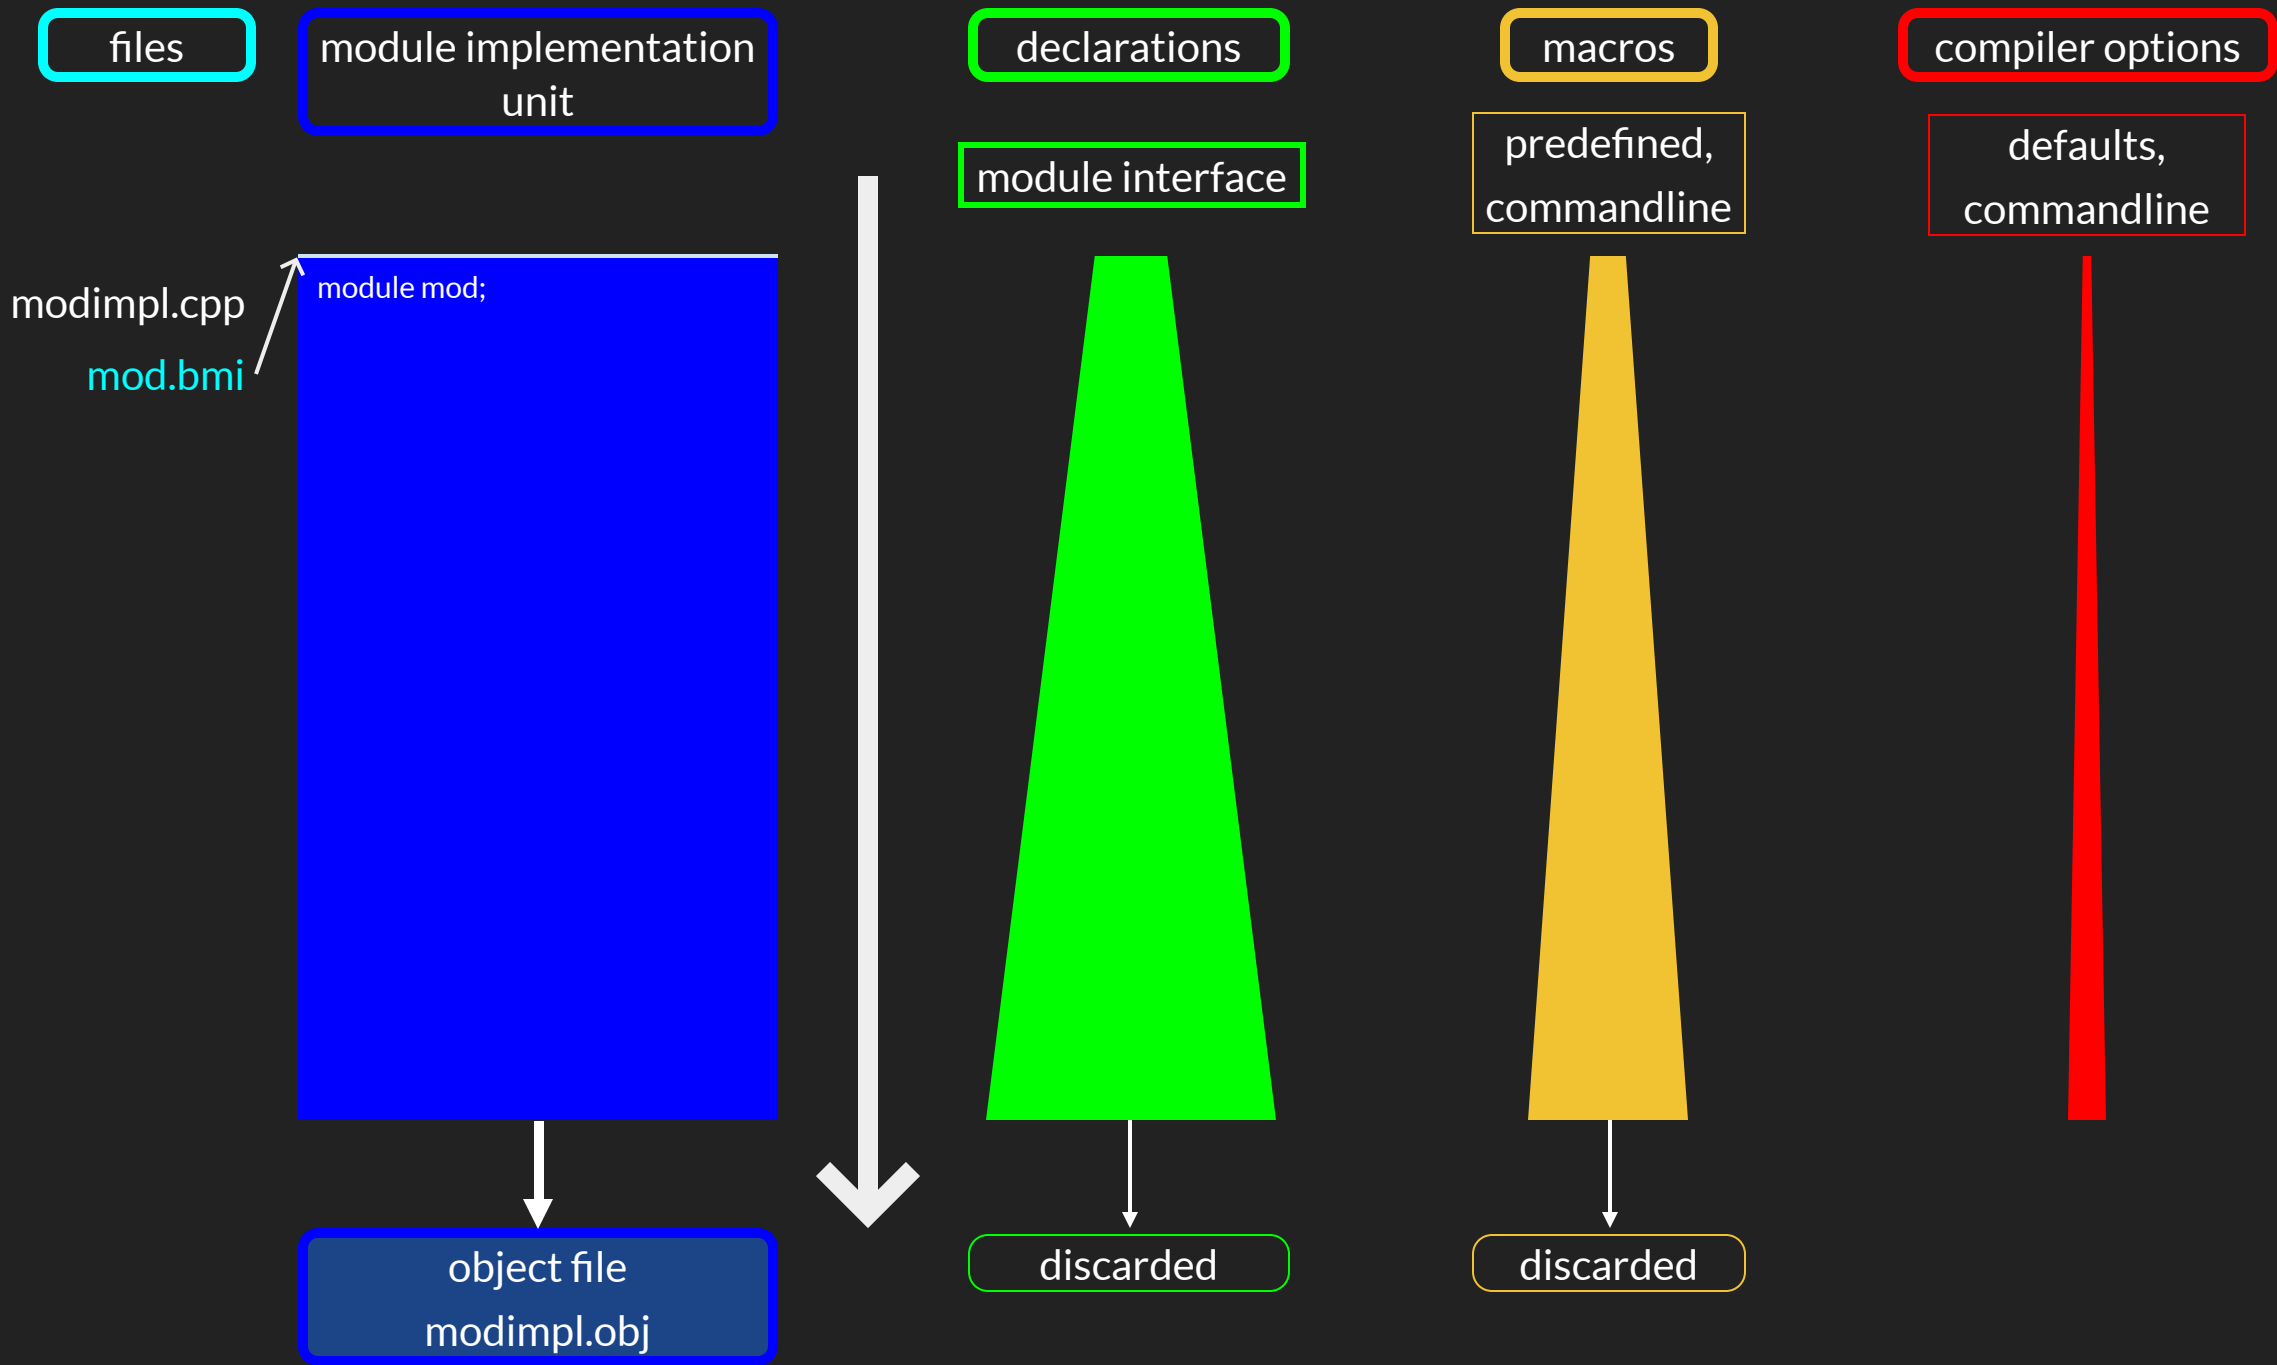 files
module implementation
unit
declarations
macros
compiler options
module interface
predefined,
commandline
defaults,
commandline
modimpl.cpp
mod.bmi
module mod;
object file
modimpl.obj
discarded
discarded